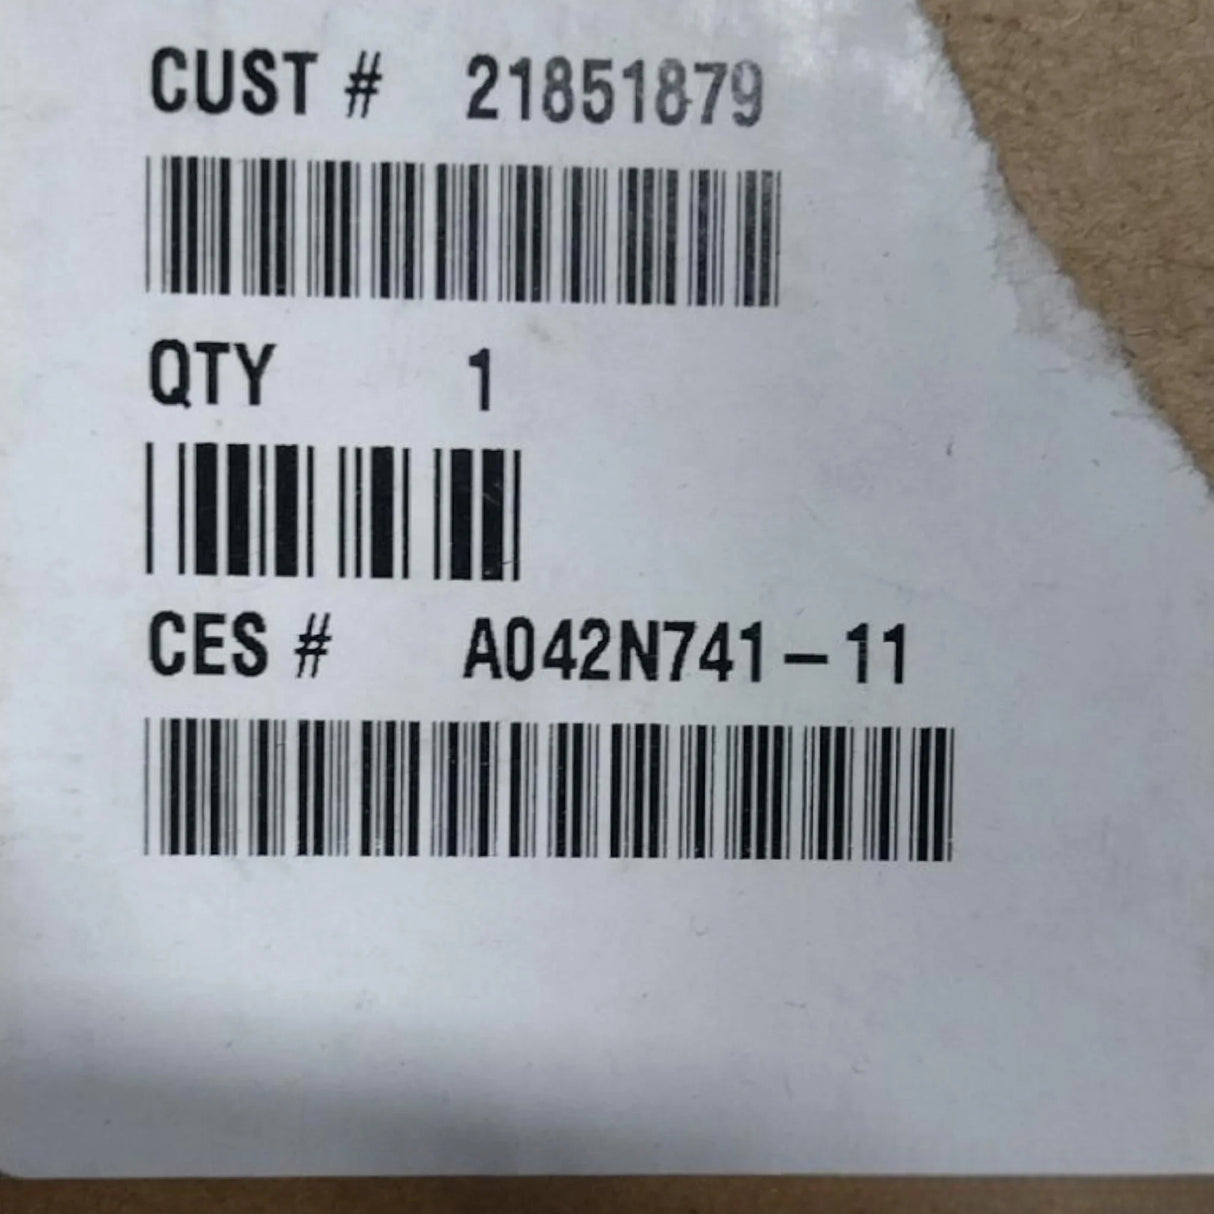 CUST # 21851879
QTY 1
CES # A042N741-11